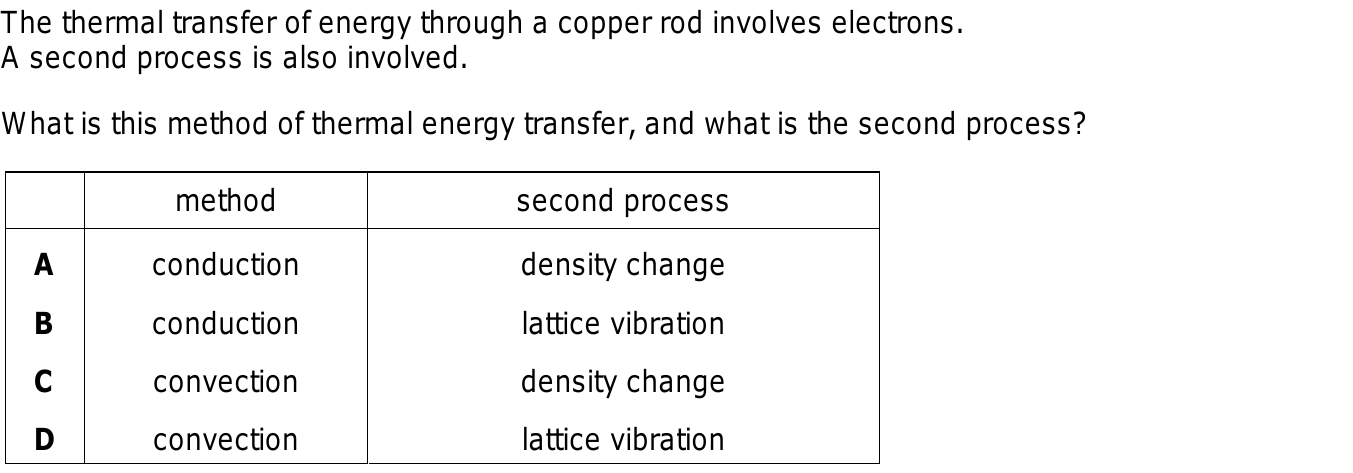 The thermal transfer of energy through a copper rod involves electrons.
A second process is also involved.
What is this method of thermal energy transfer, and what is the second process?
method second process
A conduction density change
B conduction lattice vibration
C convection density change
D convection lattice vibration